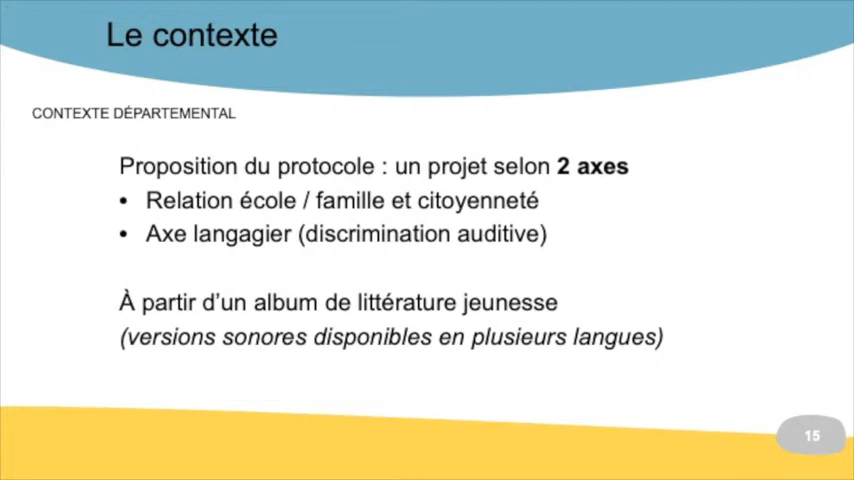 Le contexte
CONTEXTE DÉPARTEMENTAL
Proposition du protocole : un projet selon 2 axes
• Relation école / famille et citoyenneté
• Axe langagier (discrimination auditive)
À partir d’un album de littérature jeunesse
(versions sonores disponibles en plusieurs langues)
15